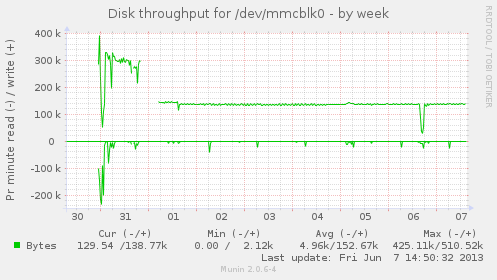 Disk throughput for /dev/mmcblk0 - by week
RRDTOOL / TOBI OETIKER
Pr minute read (-) / write (+)
400 k
300 k
200 k
100 k
0
-100 k
-200 k
30 31 01 02 03 04 05 06 07
Cur (-/+) Min (-/+) Avg (-/+) Max (-/+)
Bytes 129.54 /138.77k 0.00 / 2.12k 4.96k/152.67k 425.11k/510.52k
Last update: Fri Jun 7 14:50:32 2013
Munin 2.0.6-4